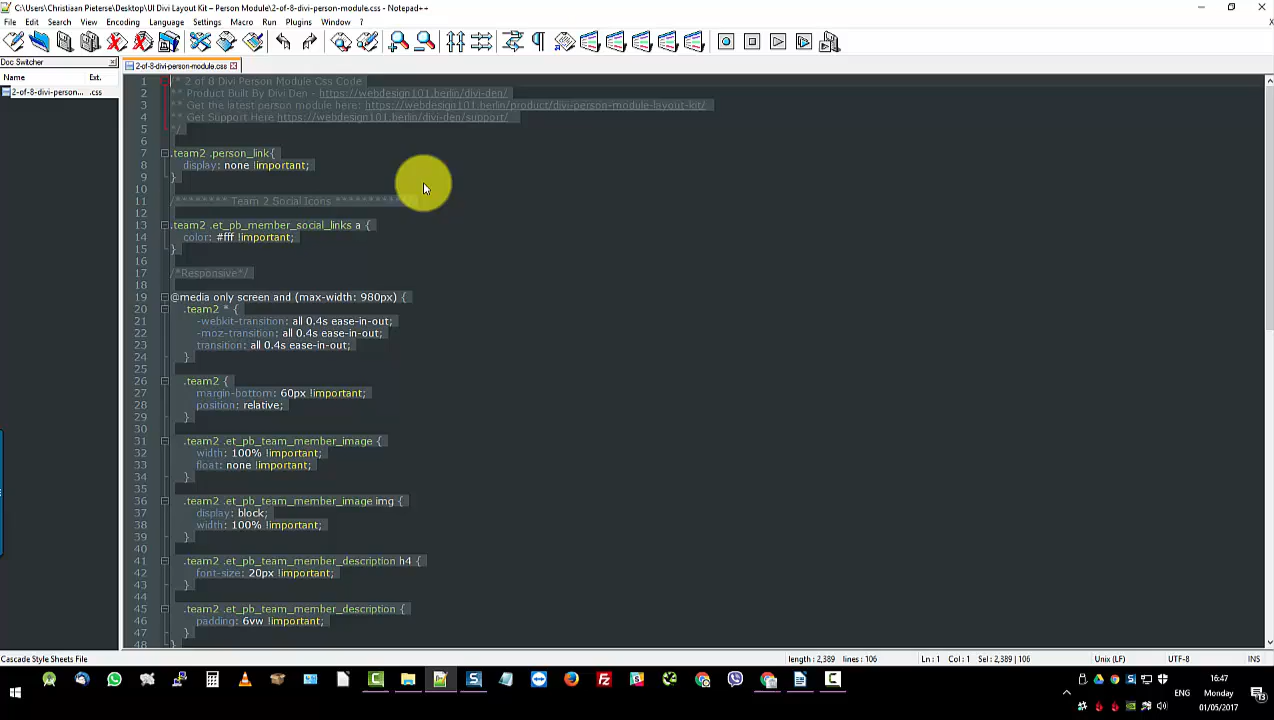 C:\Users\Christiaan Pieterse\Desktop\UI Divi Layout Kit – Person Module\2-of-8-divi-person-module.css - Notepad++
File Edit Search View Encoding Language Settings Macro Run Plugins Window ?
X
Doc Switcher
2-of-8-divi-person-module.css
Name Ext.
2-of-8-divi-person... .css
1 /* 2 of 8 Divi Person Module Css Code
2 ** Product Built By Divi Den - https://webdesign101.berlin/divi-den/
3 ** Get the latest person module here: https://webdesign101.berlin/product/divi-person-module-layout-kit/
4 ** Get Support Here https://webdesign101.berlin/divi-den/support/
5 */
6
7 .team2 .person_link{
8 display: none !important;
9 }
10
11 /******** Team 2 Social Icons ************
12
13 .team2 .et_pb_member_social_links a {
14 color: #fff !important;
15 }
16
17 /*Responsive*/
18
19 @media only screen and (max-width: 980px) {
20 .team2 * {
21 -webkit-transition: all 0.4s ease-in-out;
22 -moz-transition: all 0.4s ease-in-out;
23 transition: all 0.4s ease-in-out;
24 }
25
26 .team2 {
27 margin-bottom: 60px !important;
28 position: relative;
29 }
30
31 .team2 .et_pb_team_member_image {
32 width: 100% !important;
33 float: none !important;
34 }
35
36 .team2 .et_pb_team_member_image img {
37 display: block;
38 width: 100% !important;
39 }
40
41 .team2 .et_pb_team_member_description h4 {
42 font-size: 20px !important;
43 }
44
45 .team2 .et_pb_team_member_description {
46 padding: 6vw !important;
47 }
48 }
Cascade Style Sheets File length : 2,389 lines : 106 Ln : 1 Col : 1 Sel : 2,389 | 106 Unix (LF) UTF-8 INS
16:47
ENG Monday
01/05/2017